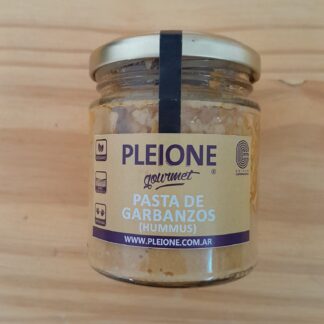 PLEIONE
gourmet ®
PASTA DE
GARBANZOS
(HUMMUS)
WWW.PLEIONE.COM.AR